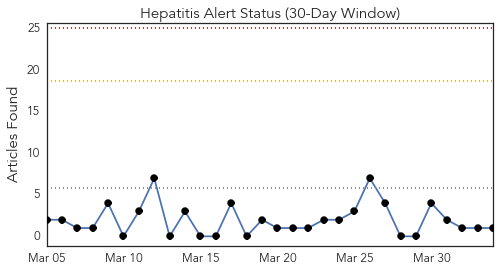 Hepatitis Alert Status (30-Day Window)
Articles Found
25
20
15
10
5
0
Mar 05 Mar 10 Mar 15 Mar 20 Mar 25 Mar 30